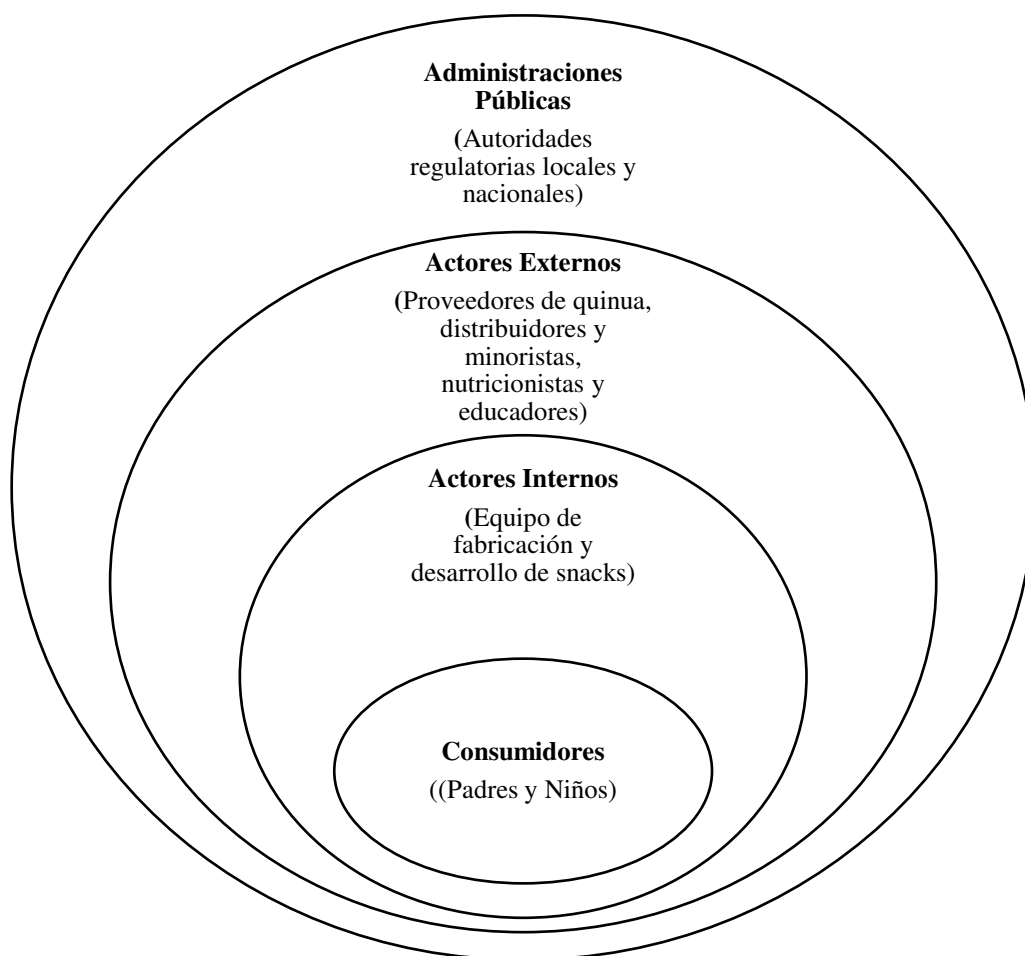 Administraciones
Públicas
(Autoridades
regulatorias locales y
nacionales)
Actores Externos
(Proveedores de quinua,
distribuidores y
minoristas,
nutricionistas y
educadores)
Actores Internos
(Equipo de
fabricación y
desarrollo de snacks)
Consumidores
((Padres y Niños)